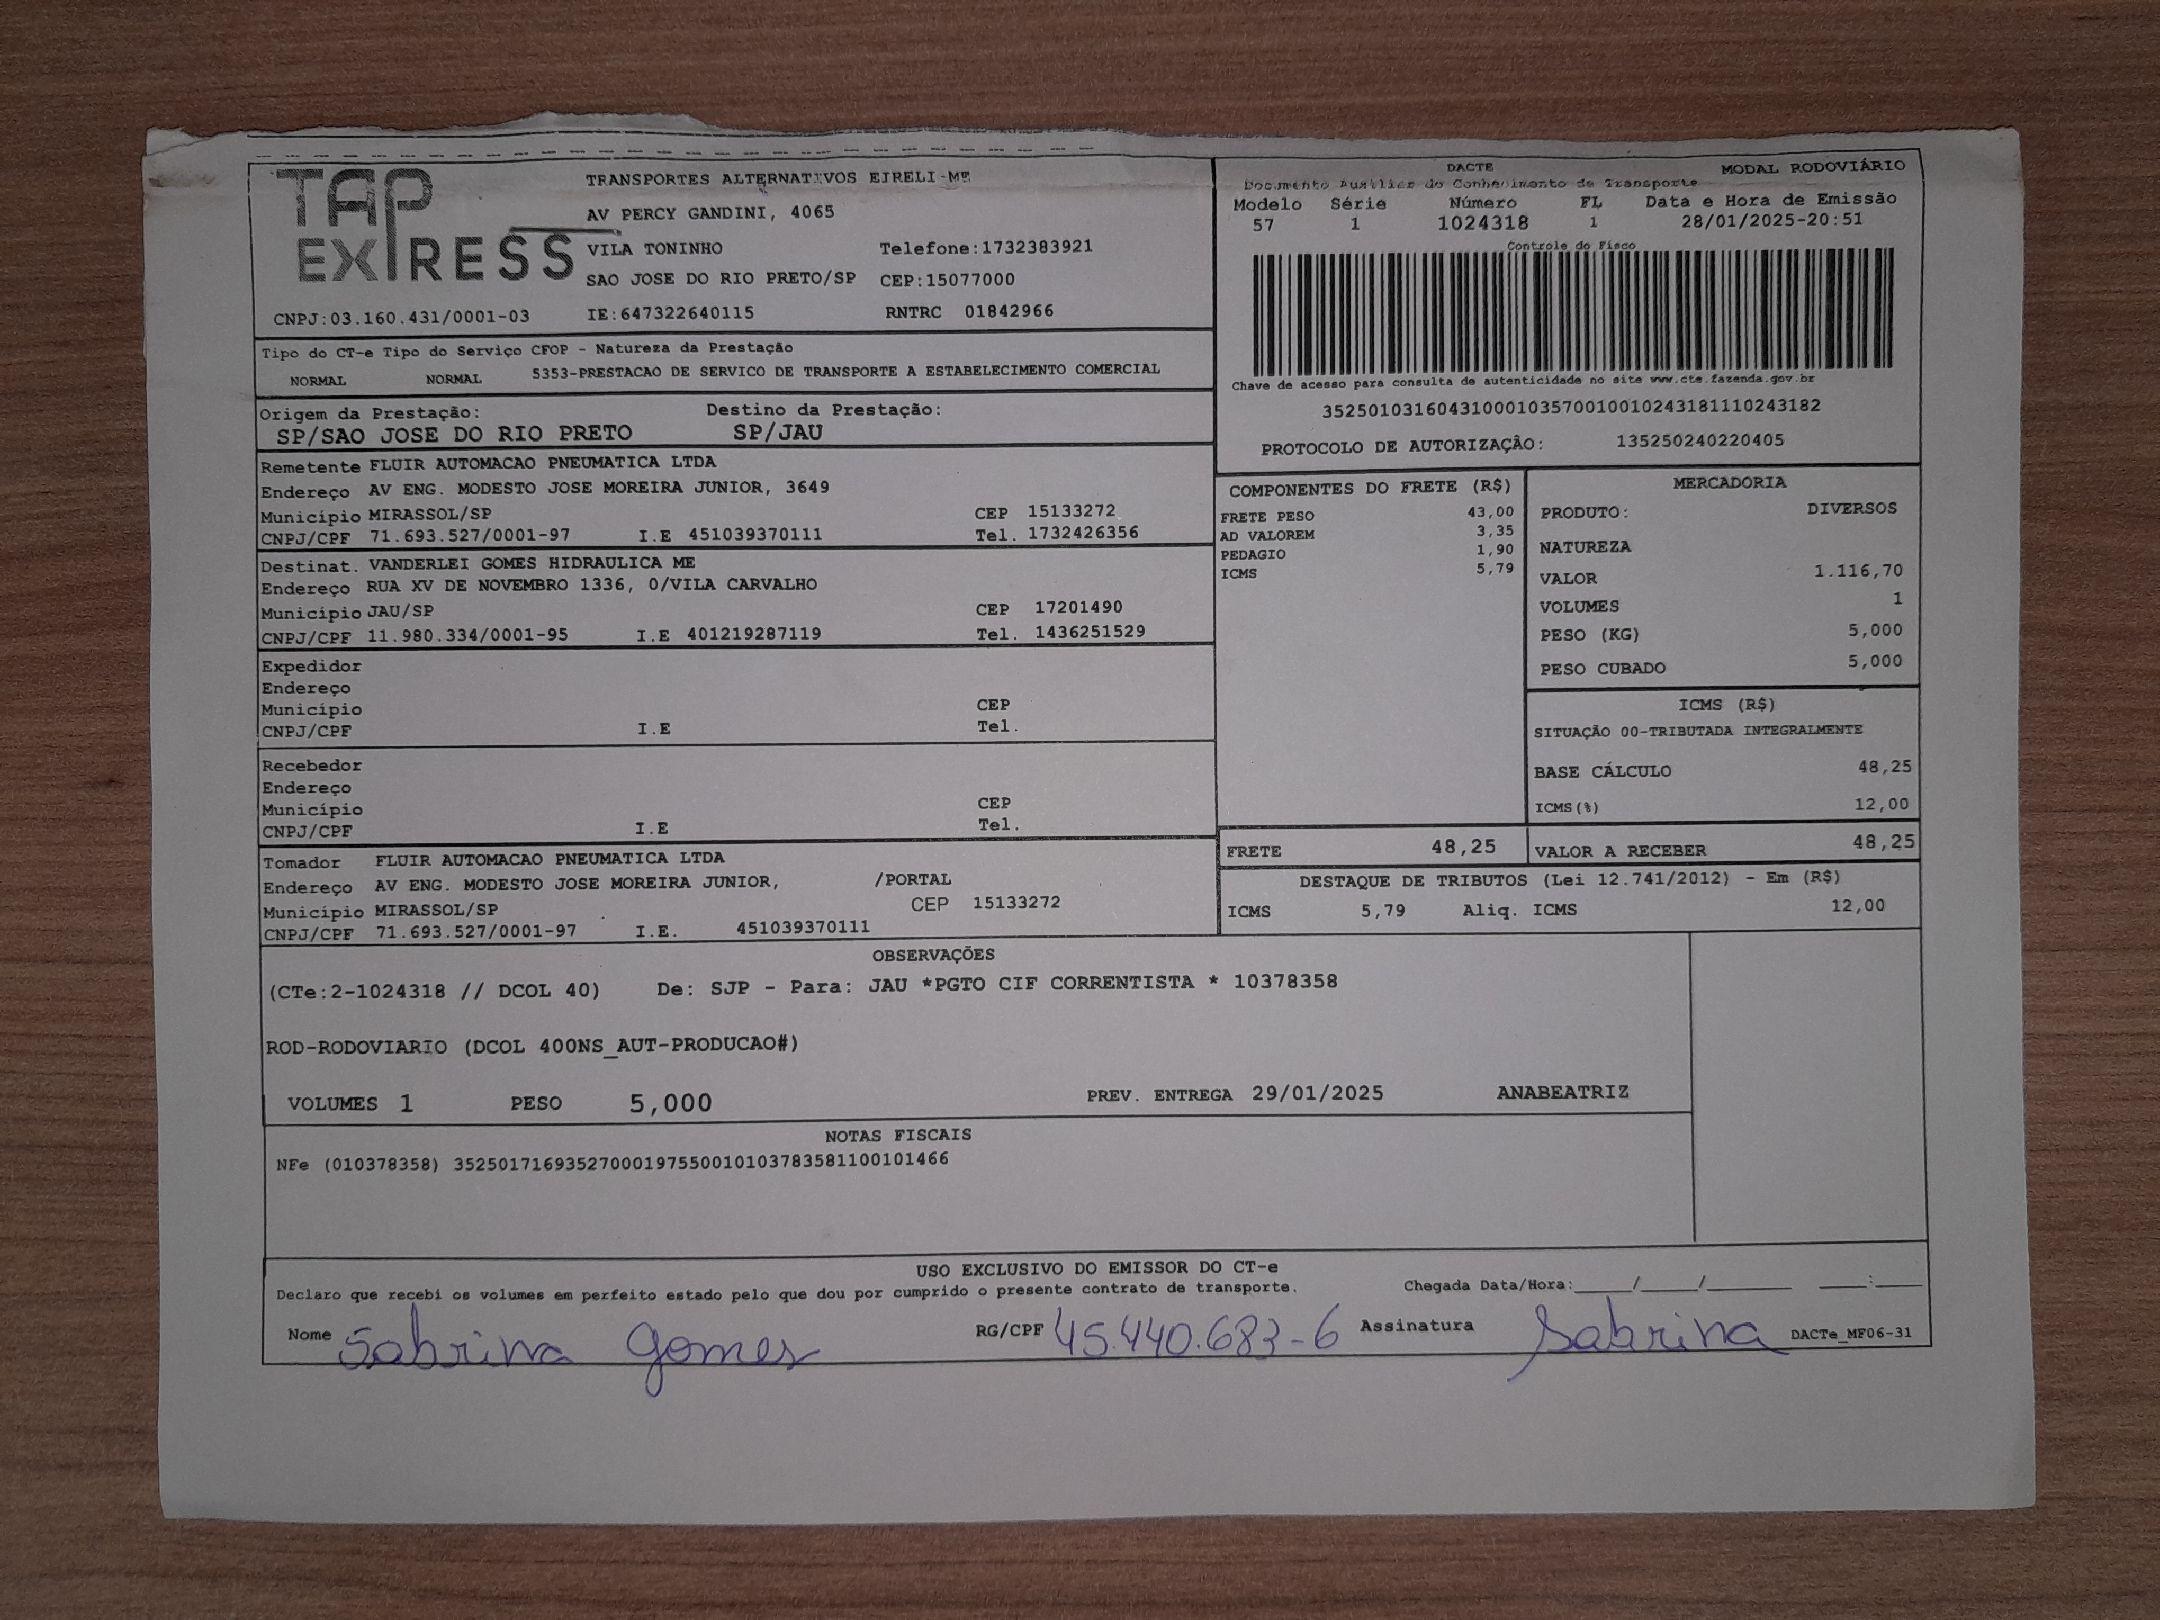 TAP EXPRESS
TRANSPORTES ALTERNATIVOS EIRELI-ME
AV PERCY GANDINI, 4065
VILA TONINHO Telefone:1732383921
SAO JOSE DO RIO PRETO/SP CEP:15077000
CNPJ:03.160.431/0001-03 IE:647322640115 RNTRC 01842966
DACTE MODAL RODOVIÁRIO
Documento Auxiliar do Conhecimento de Transporte
Modelo Série Número FL Data e Hora de Emissão
57 1 1024318 1 28/01/2025-20:51
Controle do Fisco
Chave de acesso para consulta de autenticidade no site www.cte.fazenda.gov.br
35250103160431000103570010010243181110243182
PROTOCOLO DE AUTORIZAÇÃO: 135250240220405
Tipo do CT-e Tipo do Serviço CFOP - Natureza da Prestação
NORMAL NORMAL 5353-PRESTACAO DE SERVICO DE TRANSPORTE A ESTABELECIMENTO COMERCIAL
Origem da Prestação: Destino da Prestação:
SP/SAO JOSE DO RIO PRETO SP/JAU
Remetente FLUIR AUTOMACAO PNEUMATICA LTDA
Endereço AV ENG. MODESTO JOSE MOREIRA JUNIOR, 3649
Município MIRASSOL/SP CEP 15133272
CNPJ/CPF 71.693.527/0001-97 I.E 451039370111 Tel. 1732426356
Destinat. VANDERLEI GOMES HIDRAULICA ME
Endereço RUA XV DE NOVEMBRO 1336, 0/VILA CARVALHO
Município JAU/SP CEP 17201490
CNPJ/CPF 11.980.334/0001-95 I.E 401219287119 Tel. 1436251529
Expedidor
Endereço
Município CEP
CNPJ/CPF I.E Tel.
Recebedor
Endereço
Município CEP
CNPJ/CPF I.E Tel.
Tomador FLUIR AUTOMACAO PNEUMATICA LTDA
Endereço AV ENG. MODESTO JOSE MOREIRA JUNIOR, /PORTAL
Município MIRASSOL/SP CEP 15133272
CNPJ/CPF 71.693.527/0001-97 I.E. 451039370111
COMPONENTES DO FRETE (R$)
FRETE PESO 43,00
AD VALOREM 3,35
PEDAGIO 1,90
ICMS 5,79
MERCADORIA
PRODUTO: DIVERSOS
NATUREZA
VALOR 1.116,70
VOLUMES 1
PESO (KG) 5,000
PESO CUBADO 5,000
ICMS (R$)
SITUAÇÃO 00-TRIBUTADA INTEGRALMENTE
BASE CÁLCULO 48,25
ICMS(%) 12,00
FRETE 48,25 VALOR A RECEBER 48,25
DESTAQUE DE TRIBUTOS (Lei 12.741/2012) - Em (R$)
ICMS 5,79 Aliq. ICMS 12,00
OBSERVAÇÕES
(CTe:2-1024318 // DCOL 40) De: SJP - Para: JAU *PGTO CIF CORRENTISTA * 10378358
ROD-RODOVIARIO (DCOL 400NS_AUT-PRODUCAO#)
VOLUMES 1 PESO 5,000 PREV. ENTREGA 29/01/2025 ANABEATRIZ
NOTAS FISCAIS
NFe (010378358) 35250171693527000197550010103783581100101466
USO EXCLUSIVO DO EMISSOR DO CT-e
Declaro que recebi os volumes em perfeito estado pelo que dou por cumprido o presente contrato de transporte. Chegada Data/Hora:_____/_____/_______ ____:____
Nome Sabrina Gomes RG/CPF 45.440.683-6 Assinatura Sabrina DACTe_MF06-31